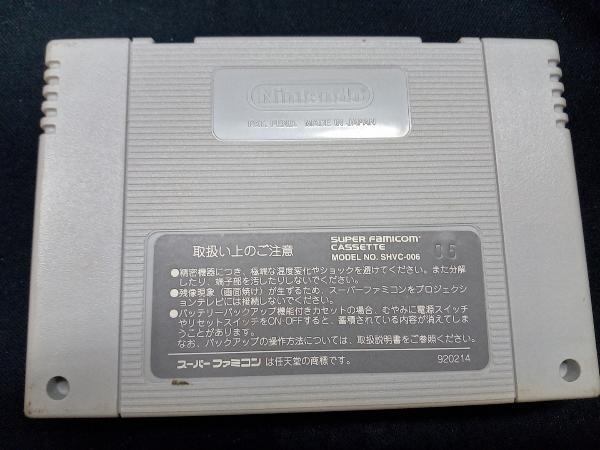 Nintendo
PAT. PEND. MADE IN JAPAN
取扱い上のご注意
SUPER FAMICOM
CASSETTE
MODEL NO. SHVC-006
06
●精密機器につき、極端な温度変化やショックを避けてください。また分解
したり、端子部を汚したりしないでください。
●残像現象（画面焼け）が生ずるため、スーパーファミコンをプロジェクシ
ョンテレビには接続しないでください。
●バッテリーバックアップ機能付きカセットの場合、むやみに電源スイッチ
やリセットスイッチをON・OFFすると、蓄積されている内容が消えてしま
うことがあります。
なお、バックアップの操作方法については、取扱説明書をご参照ください。
スーパーファミコンは任天堂の商標です。
920214